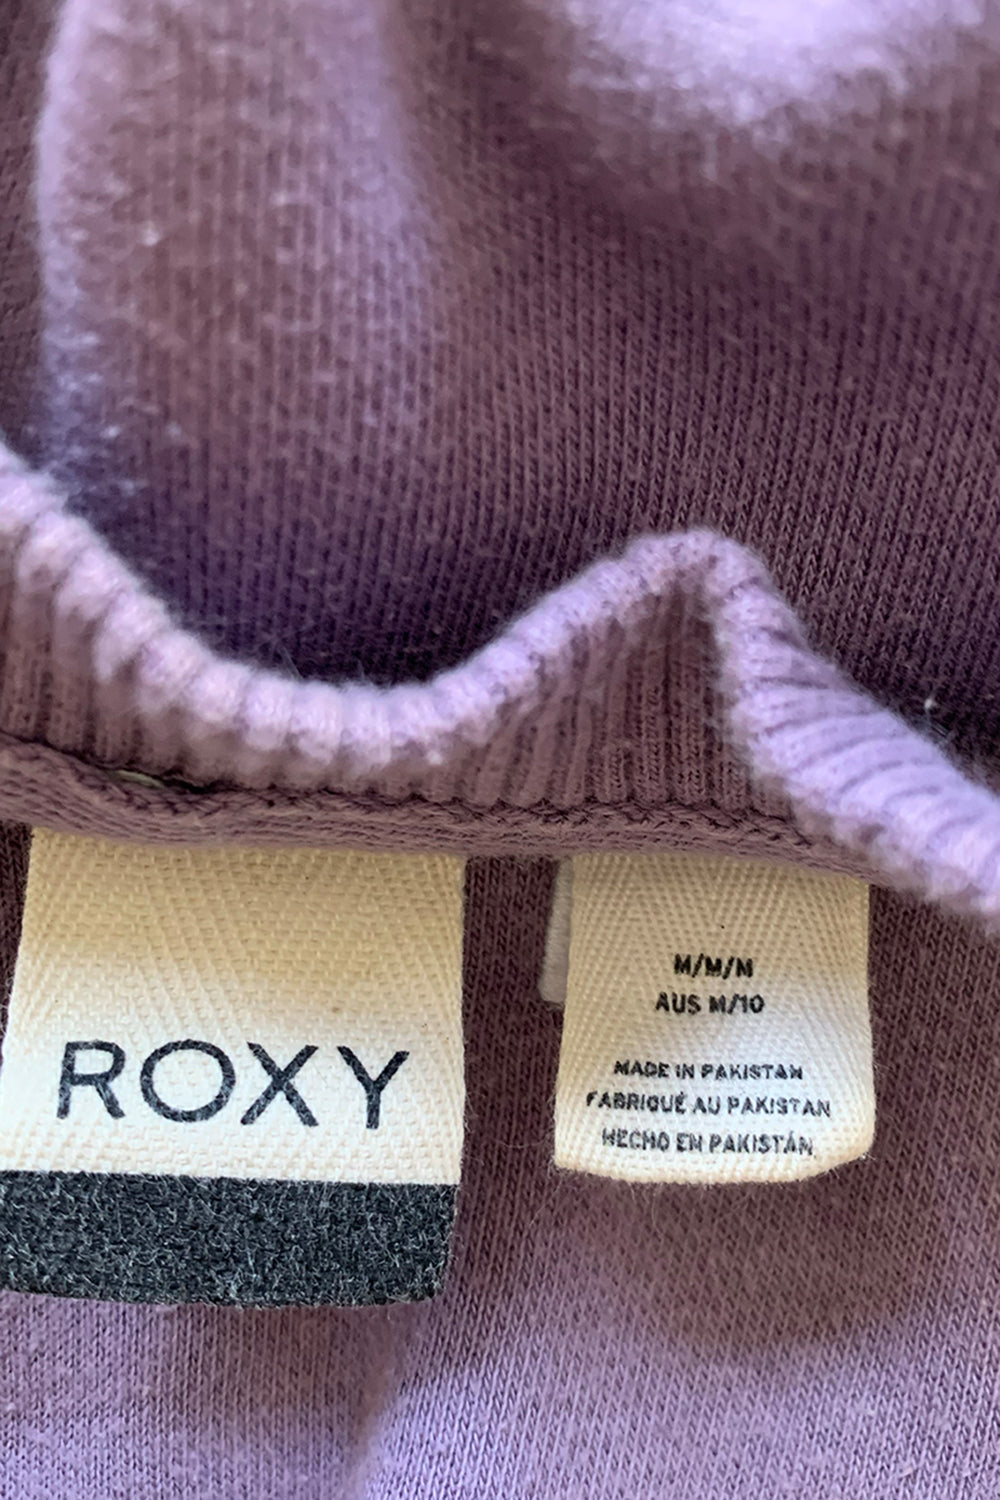 ROXY
M/M/M
AUS M/10
MADE IN PAKISTAN
FABRIQUÉ AU PAKISTAN
HECHO EN PAKISTÁN